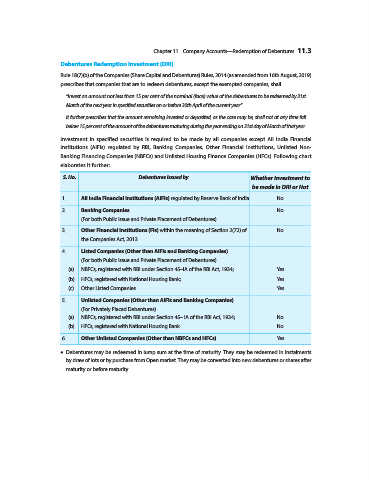 Chapter 11 Company Accounts—Redemption of Debentures 11.3
Debentures Redemption Investment (DRI)
Rule 18(7)(c) of the Companies (Share Capital and Debentures) Rules, 2014 (as amended from 16th August, 2019)
prescribes that companies that are to redeem debentures, except the exempted companies, shall
"Invest an amount not less than 15 per cent of the nominal (face) value of the debentures to be redeemed by 31st
March of the next year in specified securities on or before 30th April of the current year."
It further prescribes that the amount remaining invested or deposited, as the case may be, shall not at any time fall
below 15 per cent of the amount of the debentures maturing during the year ending on 31st day of March of that year.
Investment in specified securities is required to be made by all companies except All India Financial
Institutions (AIFIs) regulated by RBI, Banking Companies, Other Financial Institutions, Unlisted Non-
Banking Financing Companies (NBFCs) and Unlisted Housing Finance Companies (HFCs). Following chart
elaborates it further:
S. No. Debentures Issued by Whether Investment to
be made in DRI or Not
1 All India Financial Institutions (AIFIs) regulated by Reserve Bank of India No
2 Banking Companies No
(For both Public Issue and Private Placement of Debentures)
3 Other Financial Institutions (FIs) within the meaning of Section 2(72) of No
the Companies Act, 2013
4 Listed Companies (Other than AIFIs and Banking Companies)
(For both Public Issue and Private Placement of Debentures)
(a) NBFCs, registered with RBI under Section 45-IA of the RBI Act, 1934; Yes
(b) HFCs, registered with National Housing Bank; Yes
(c) Other Listed Companies Yes
5 Unlisted Companies (Other than AIFIs and Banking Companies)
(For Privately Placed Debentures)
(a) NBFCs, registered with RBI under Section 45-IA of the RBI Act, 1934; No
(b) HFCs, registered with National Housing Bank No
6 Other Unlisted Companies (Other than NBFCs and HFCs) Yes
• Debentures may be redeemed in lump sum at the time of maturity. They may be redeemed in instalments
by draw of lots or by purchase from Open market. They may be converted into new debentures or shares after
maturity or before maturity.